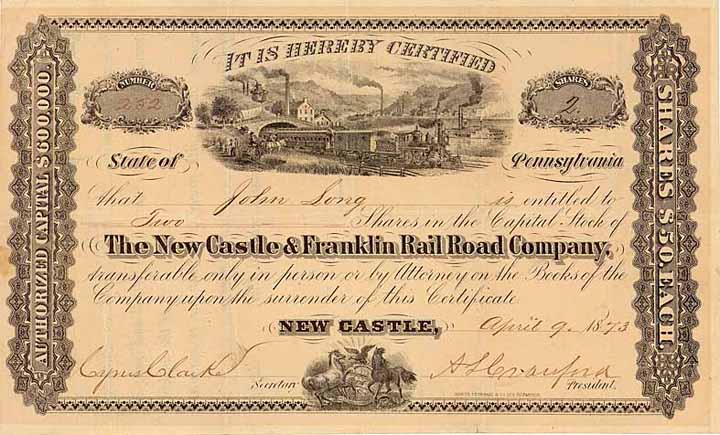 IT IS HEREBY CERTIFIED
NUMBER
232
SHARES
2
State of Pennsylvania
that John Long is entitled to
Two Shares in the Capital Stock of
The New Castle & Franklin Rail Road Company,
transferable only in person or by Attorney on the Books of the
Company upon the surrender of this Certificate
NEW CASTLE, April 9 1873
Cyrus Clarke
Secretary
A S Crawford
President.
AUTHORIZED CAPITAL $600,000.
SHARES $50 EACH